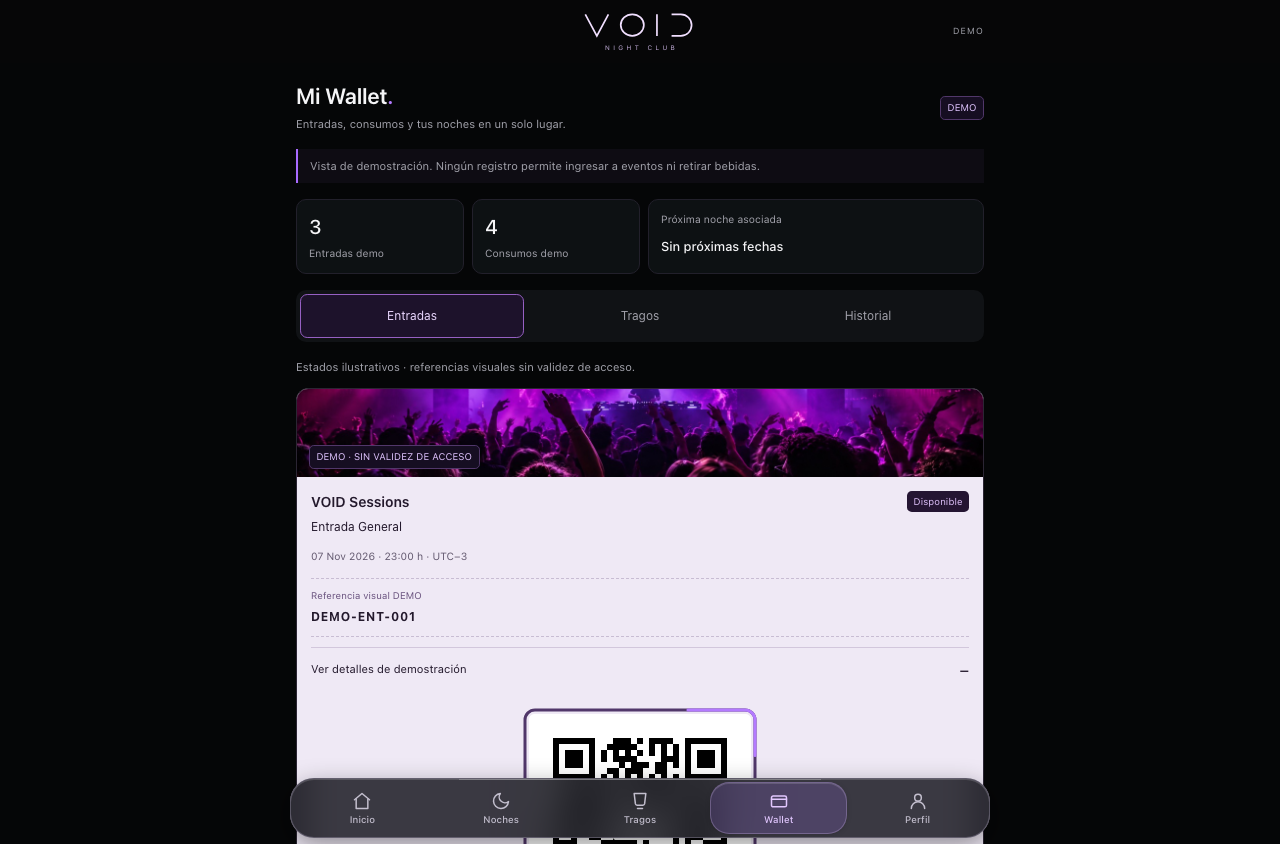 VOID
NIGHT CLUB
DEMO
Mi Wallet.
DEMO
Entradas, consumos y tus noches en un solo lugar.
Vista de demostración. Ningún registro permite ingresar a eventos ni retirar bebidas.
3
Entradas demo
4
Consumos demo
Próxima noche asociada
Sin próximas fechas
Entradas
Tragos
Historial
Estados ilustrativos · referencias visuales sin validez de acceso.
DEMO · SIN VALIDEZ DE ACCESO
VOID Sessions
Disponible
Entrada General
07 Nov 2026 · 23:00 h · UTC−3
Referencia visual DEMO
DEMO-ENT-001
Ver detalles de demostración
Inicio
Noches
Tragos
Wallet
Perfil